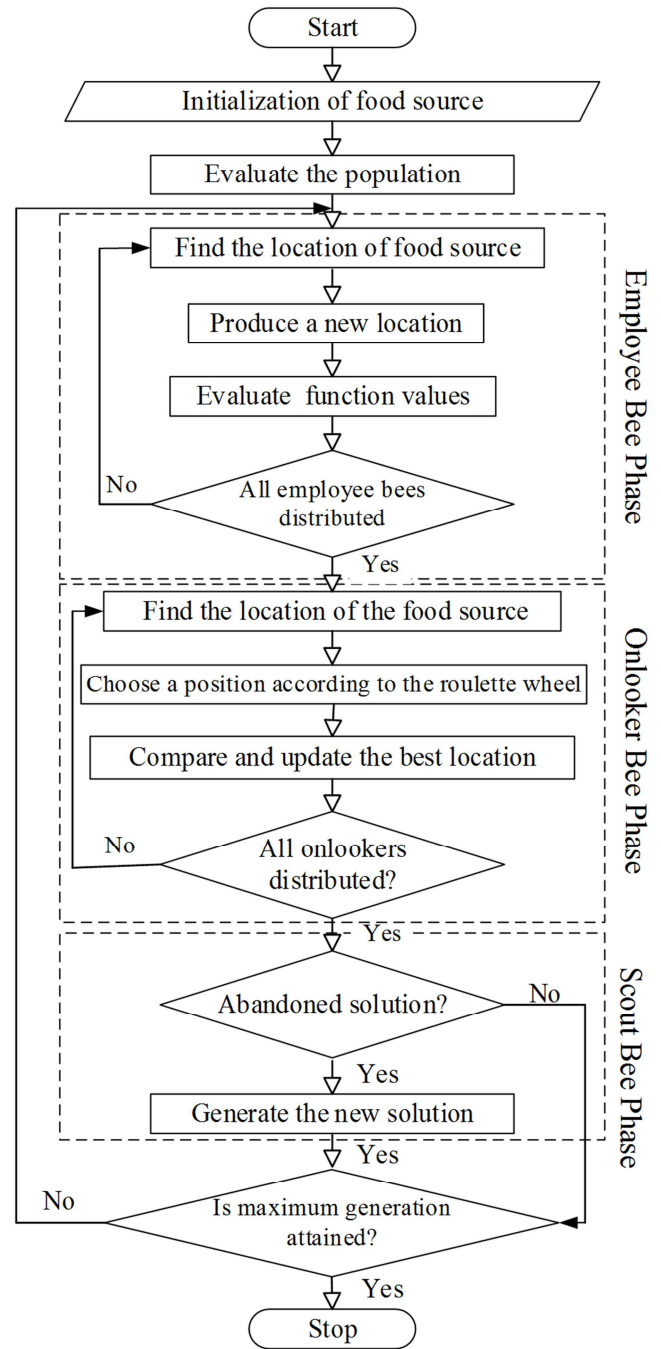 Start
Initialization of food source
Evaluate the population
Find the location of food source
Produce a new location
Evaluate function values
No
All employee bees
distributed
Yes
Employee Bee Phase
Find the location of the food source
Choose a position according to the roulette wheel
Compare and update the best location
No
All onlookers
distributed?
Yes
Onlooker Bee Phase
Abandoned solution?
No
Yes
Generate the new solution
Scout Bee Phase
Yes
No
Is maximum generation
attained?
Yes
Stop